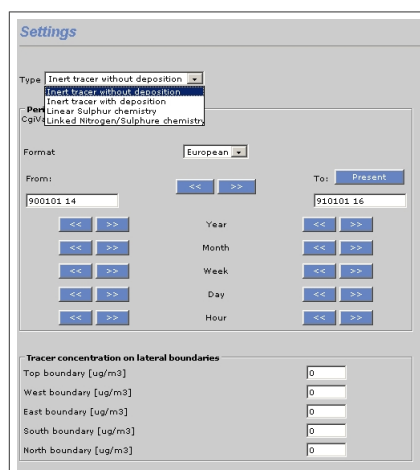 Settings
Type Inert tracer without deposition
Inert tracer without deposition
Inert tracer with deposition
Linear Sulphur chemistry
Linked Nitrogen/Sulphure chemistry
Format European
From: << >> To: Present
900101 14 910101 16
<< >> Year << >>
<< >> Month << >>
<< >> Week << >>
<< >> Day << >>
<< >> Hour << >>
Tracer concentration on lateral boundaries
Top boundary [ug/m3] 0
West boundary [ug/m3] 0
East boundary [ug/m3] 0
South boundary [ug/m3] 0
North boundary [ug/m3] 0